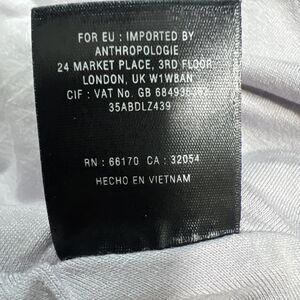 FOR EU : IMPORTED BY
ANTHROPOLOGIE
24 MARKET PLACE, 3RD FLOOR
LONDON, UK W1W8AN
CIF : VAT No. GB
35ABDLZ439
RN : 66170 CA : 32054
HECHO EN VIETNAM